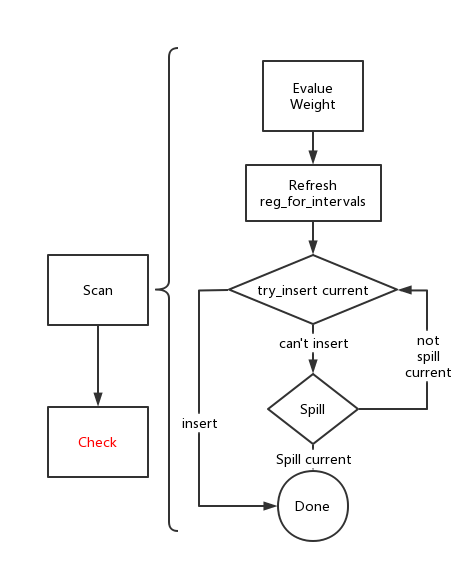 Evalue
Weight
Refresh
reg_for_intervals
Scan
try_insert current
can't insert
not
spill
current
Spill
insert
Check
Spill current
Done